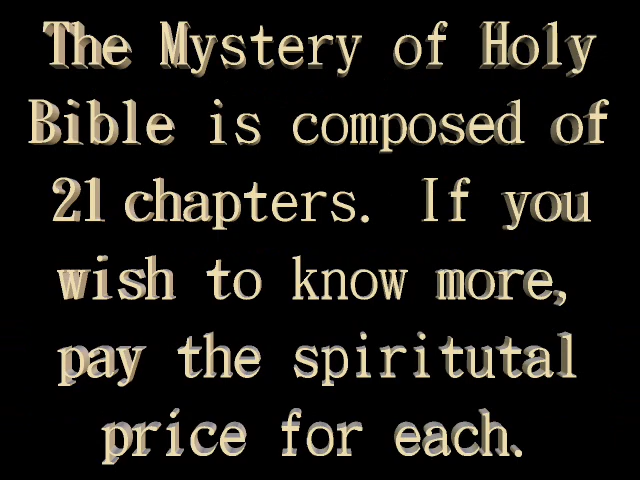 The Mystery of Holy
Bible is composed of
21 chapters. If you
wish to know more,
pay the spiritutal
price for each.